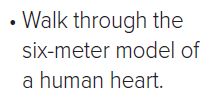 • Walk through the
six-meter model of
a human heart.